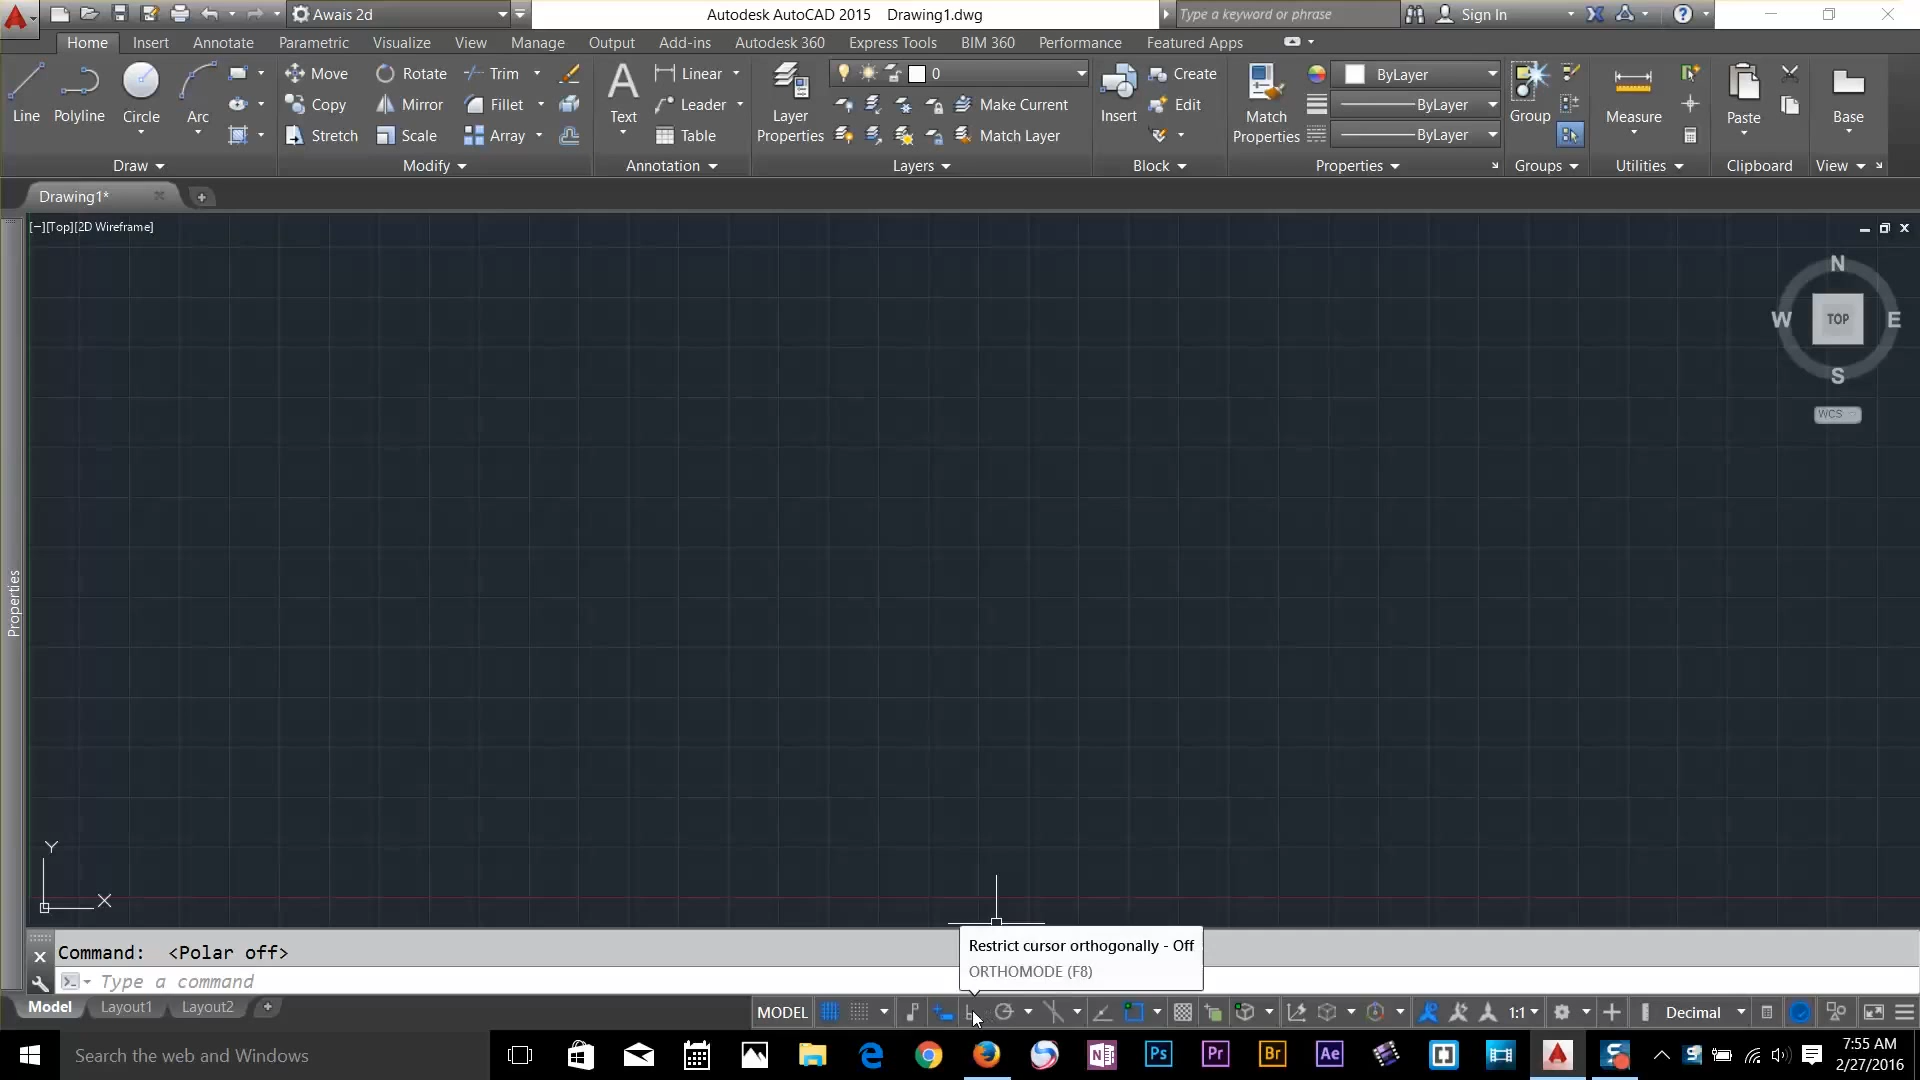 Awais 2d
Autodesk AutoCAD 2015 Drawing1.dwg
Type a keyword or phrase
Sign In
Home Insert Annotate Parametric Visualize View Manage Output Add-ins Autodesk 360 Express Tools BIM 360 Performance Featured Apps
Move Rotate Trim Linear 0 Create ByLayer
Copy Mirror Fillet Leader Make Current Edit ByLayer
Line Polyline Circle Arc Text Layer Insert Match Group Measure Paste Base
Stretch Scale Array Table Properties Match Layer Properties ByLayer
Draw Modify Annotation Layers Block Properties Groups Utilities Clipboard View
Drawing1*
[−][Top][2D Wireframe]
N
W TOP E
S
WCS
Properties
Y
X
Command: <Polar off>
Restrict cursor orthogonally - Off
ORTHOMODE (F8)
Type a command
Model Layout1 Layout2
MODEL 1:1 Decimal
Search the web and Windows
N Ps Pr Br Ae
7:55 AM
2/27/2016